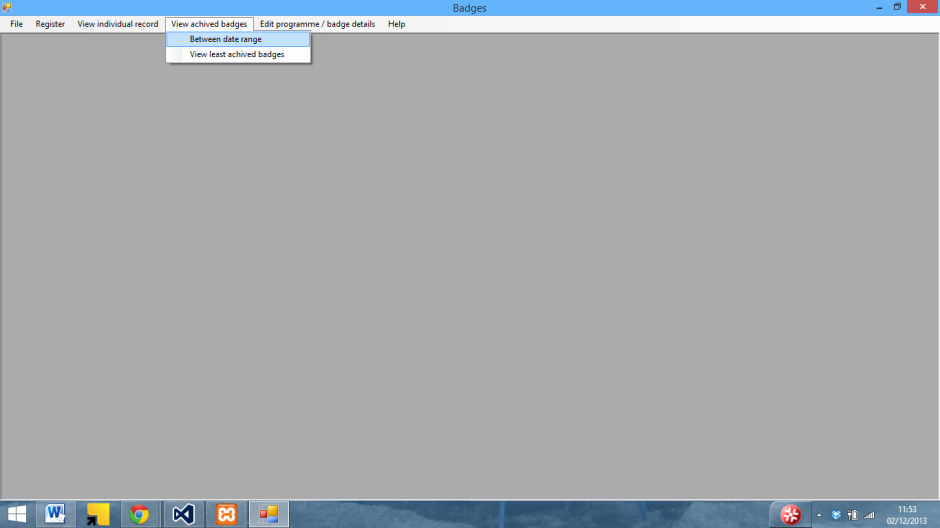 Badges
File Register View individual record View achived badges Edit programme / badge details Help
Between date range
View least achived badges
11:53
02/12/2013